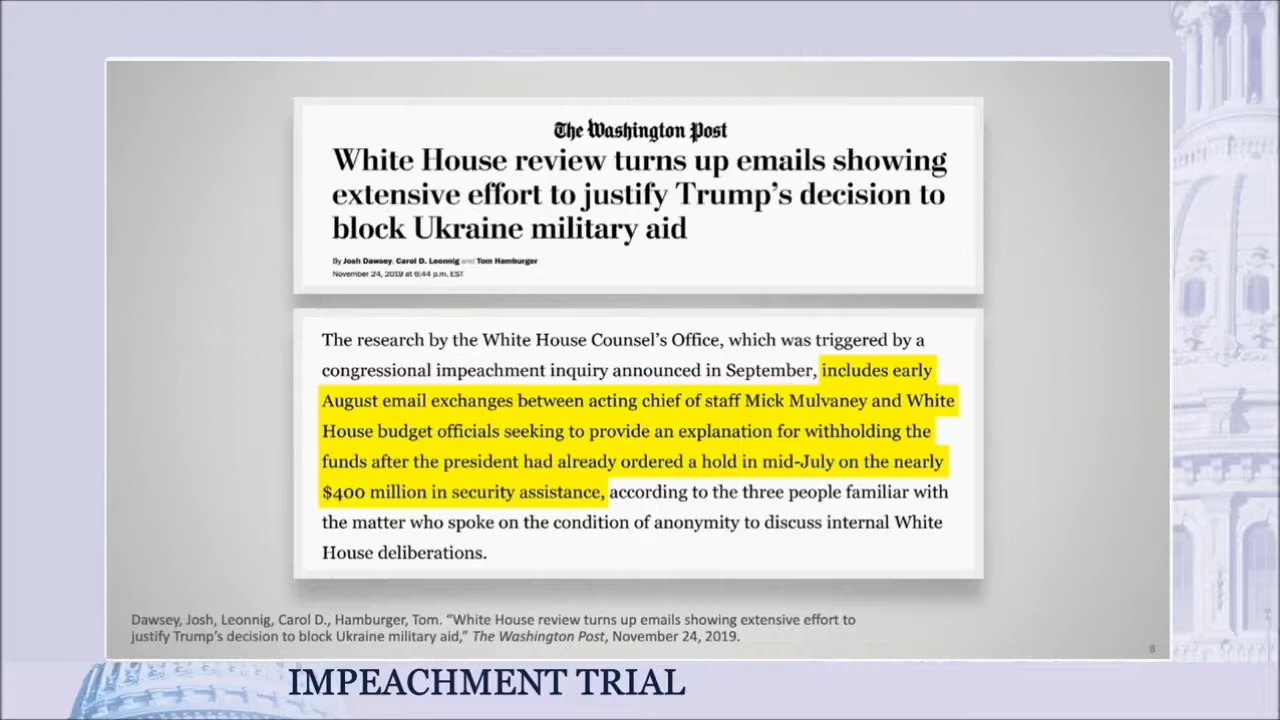 The Washington Post
White House review turns up emails showing
extensive effort to justify Trump's decision to
block Ukraine military aid
By Josh Dawsey, Carol D. Leonnig and Tom Hamburger
November 24, 2019 at 6:44 p.m. EST
The research by the White House Counsel's Office, which was triggered by a
congressional impeachment inquiry announced in September, includes early
August email exchanges between acting chief of staff Mick Mulvaney and White
House budget officials seeking to provide an explanation for withholding the
funds after the president had already ordered a hold in mid-July on the nearly
$400 million in security assistance, according to the three people familiar with
the matter who spoke on the condition of anonymity to discuss internal White
House deliberations.
Dawsey, Josh, Leonnig, Carol D., Hamburger, Tom. “White House review turns up emails showing extensive effort to
justify Trump’s decision to block Ukraine military aid,” The Washington Post, November 24, 2019.
8
IMPEACHMENT TRIAL